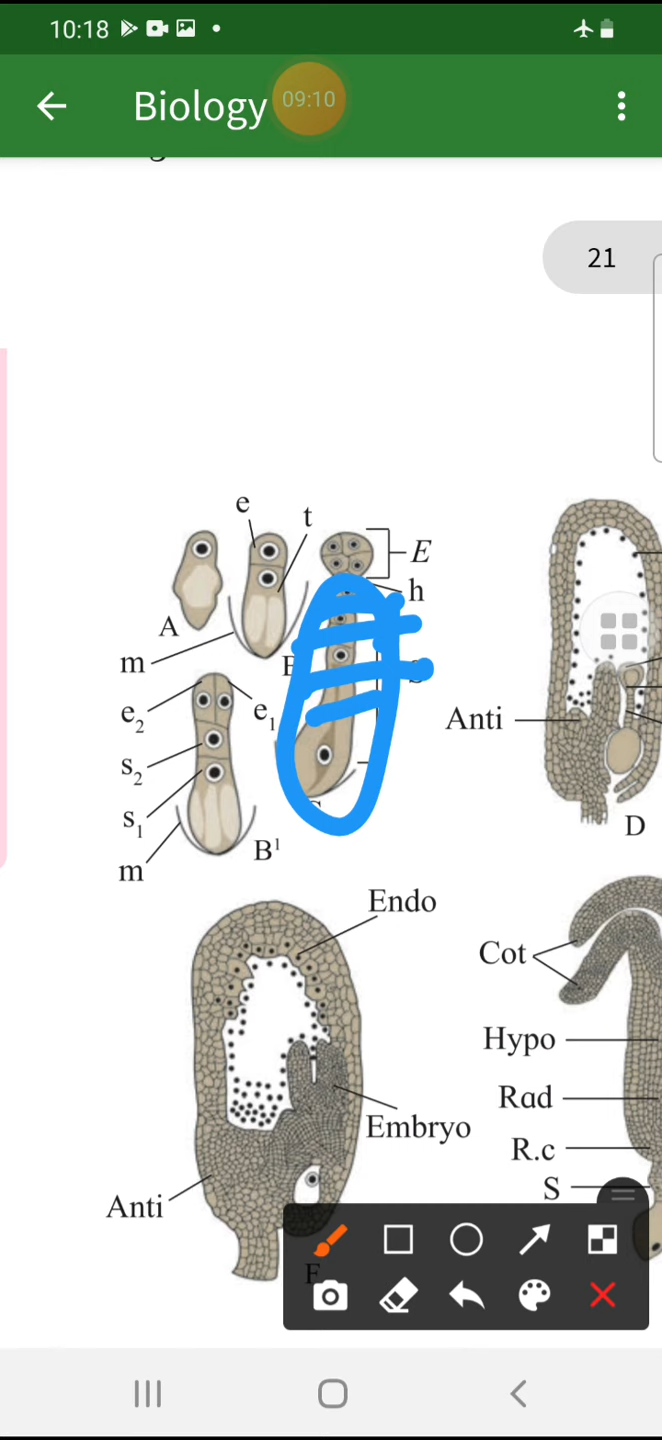 10:18
Biology
09:10
21
e
t
E
h
A
m
e2
e1
s2
s1
B¹
m
Anti
D
Endo
Cot
Hypo
Rad
Embryo
R.c
S
Anti
F